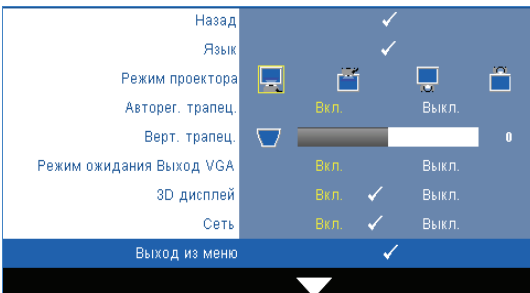 Назад
Язык
Режим проектора
Авторег. трапец. Вкл. Выкл.
Верт. трапец. 0
Режим ожидания Выход VGA Вкл. Выкл.
3D дисплей Вкл. ✓ Выкл.
Сеть Вкл. ✓ Выкл.
Выход из меню